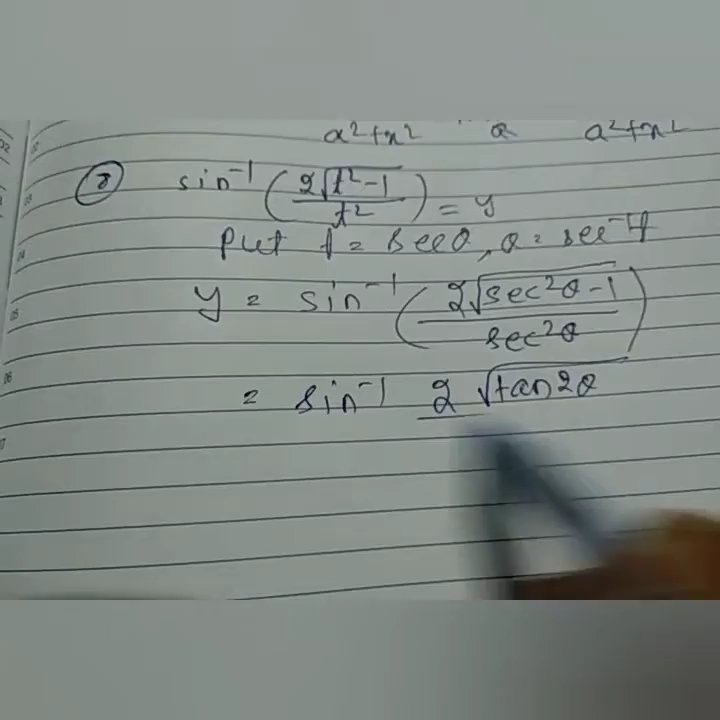 a²+x² a a²+x²
⑧ sin⁻¹ (2√t²-1 / t²) = y
Put t = secθ, θ = sec⁻¹t
y = sin⁻¹ (2√sec²θ-1 / sec²θ)
= sin⁻¹ 2√tan2θ